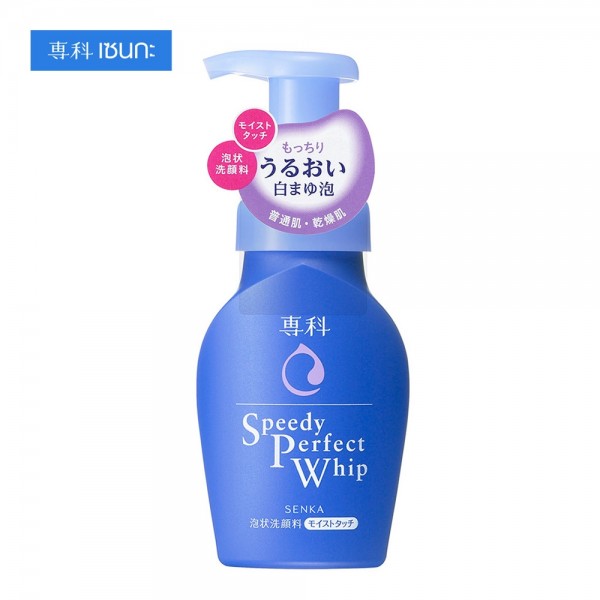 専科 เซนกะ
モイスト
タッチ
泡状
洗顔料
もっちり
うるおい
白まゆ泡
普通肌・乾燥肌
専科
Speedy
Perfect
Whip
SENKA
泡状洗顔料 モイストタッチ